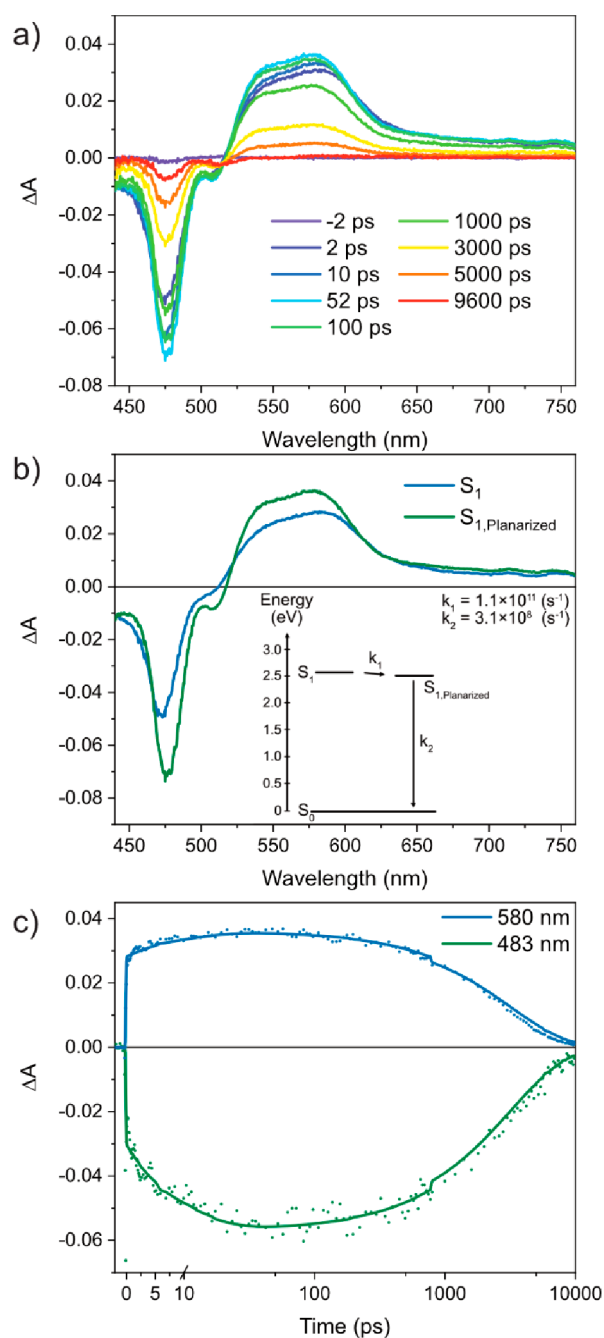 a)
0.04
0.02
0.00
-0.02
-0.04
-0.06
-0.08
ΔA
-2 ps
2 ps
10 ps
52 ps
100 ps
1000 ps
3000 ps
5000 ps
9600 ps
450 500 550 600 650 700 750
Wavelength (nm)
b)
0.04
0.02
0.00
-0.02
-0.04
-0.06
-0.08
ΔA
S₁
S₁,Planarized
Energy
(eV)
k₁ = 1.1×10¹¹ (s⁻¹)
k₂ = 3.1×10⁸ (s⁻¹)
3.0
2.5
2.0
1.5
1.0
0.5
0
S₁
k₁
S₁,Planarized
k₂
S₀
450 500 550 600 650 700 750
Wavelength (nm)
c)
0.04
0.02
0.00
-0.02
-0.04
-0.06
ΔA
580 nm
483 nm
0 5 10 100 1000 10000
Time (ps)